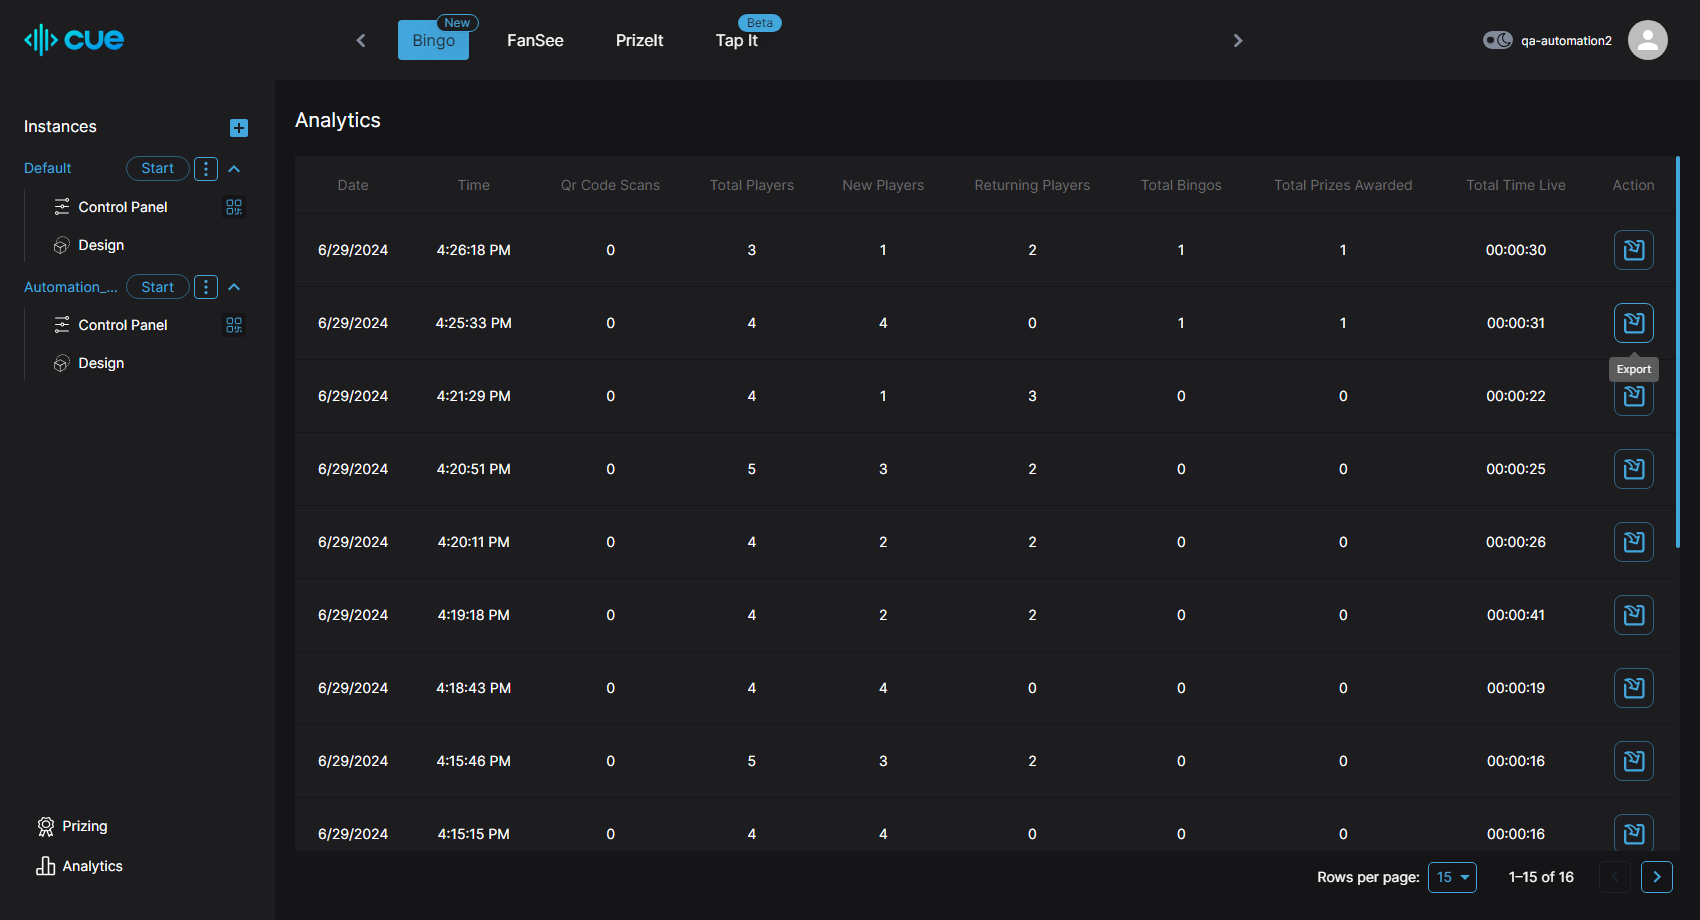 cue
Bingo New FanSee PrizeIt Tap It Beta
qa-automation2
Instances
Default Start
Control Panel
Design
Automation_... Start
Control Panel
Design
Prizing
Analytics
Analytics
Date Time Qr Code Scans Total Players New Players Returning Players Total Bingos Total Prizes Awarded Total Time Live Action
6/29/2024 4:26:18 PM 0 3 1 2 1 1 00:00:30
6/29/2024 4:25:33 PM 0 4 4 0 1 1 00:00:31
Export
6/29/2024 4:21:29 PM 0 4 1 3 0 0 00:00:22
6/29/2024 4:20:51 PM 0 5 3 2 0 0 00:00:25
6/29/2024 4:20:11 PM 0 4 2 2 0 0 00:00:26
6/29/2024 4:19:18 PM 0 4 2 2 0 0 00:00:41
6/29/2024 4:18:43 PM 0 4 4 0 0 0 00:00:19
6/29/2024 4:15:46 PM 0 5 3 2 0 0 00:00:16
6/29/2024 4:15:15 PM 0 4 4 0 0 0 00:00:16
Rows per page: 15 1–15 of 16